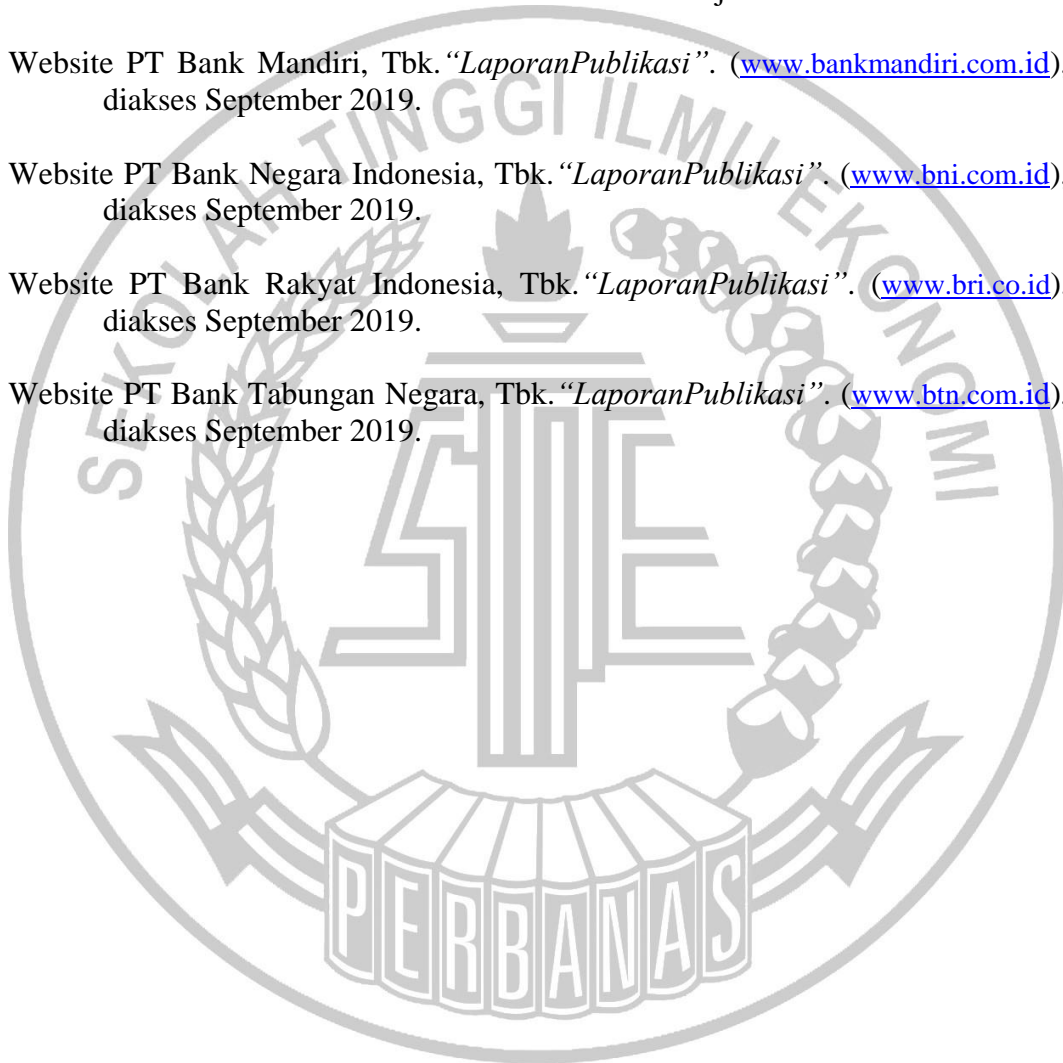 Website PT Bank Mandiri, Tbk.“LaporanPublikasi”. (www.bankmandiri.com.id).
diakses September 2019.
Website PT Bank Negara Indonesia, Tbk.“LaporanPublikasi”. (www.bni.com.id).
diakses September 2019.
Website PT Bank Rakyat Indonesia, Tbk.“LaporanPublikasi”. (www.bri.co.id)
diakses September 2019.
Website PT Bank Tabungan Negara, Tbk.“LaporanPublikasi”. (www.btn.com.id).
diakses September 2019.
SEKOLAH TINGGI ILMU EKONOMI
STIE
PERBANAS